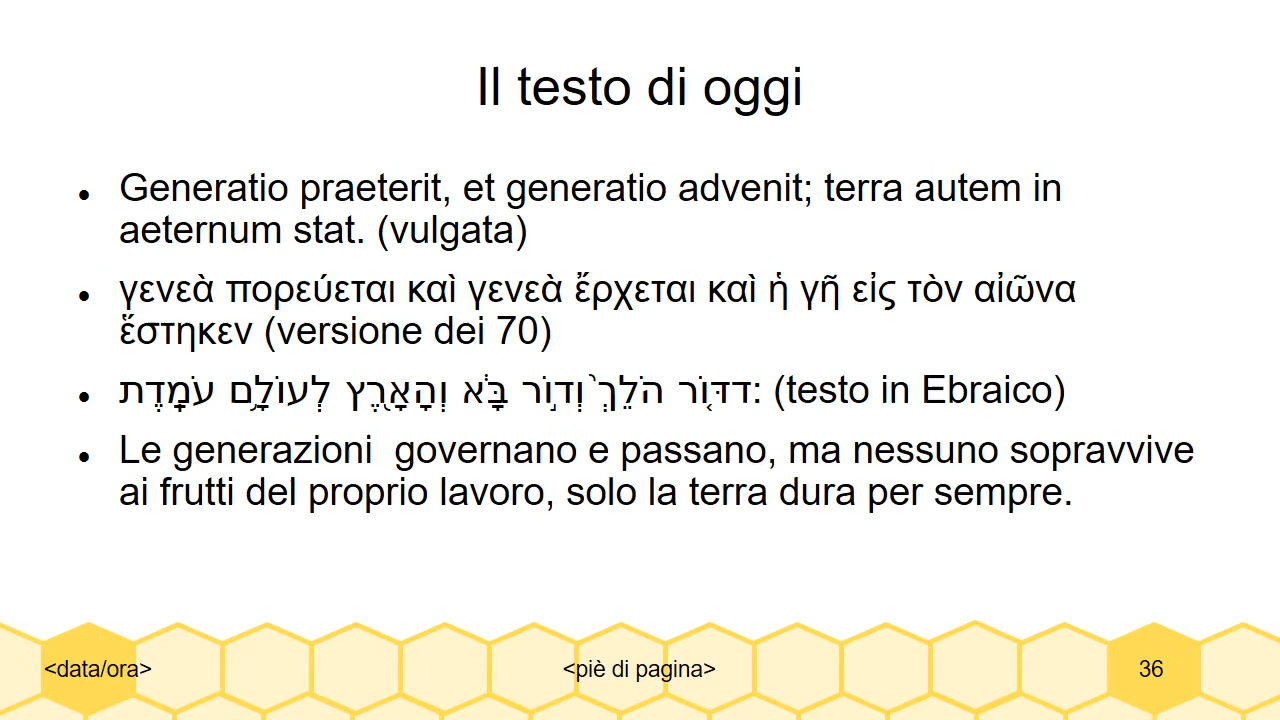 Il testo di oggi
Generatio praeterit, et generatio advenit; terra autem in
aeternum stat. (vulgata)
γενεὰ πορεύεται καὶ γενεὰ ἔρχεται καὶ ἡ γῆ εἰς τὸν αἰῶνα
ἕστηκεν (versione dei 70)
דדּ֤וֹר הֹלֵךְ֙ וְד֣וֹר בָּ֔א וְהָאָ֖רֶץ לְעוֹלָ֥ם עֹמָֽדֶת: (testo in Ebraico)
Le generazioni  governano e passano, ma nessuno sopravvive
ai frutti del proprio lavoro, solo la terra dura per sempre.
<data/ora>
<piè di pagina>
36